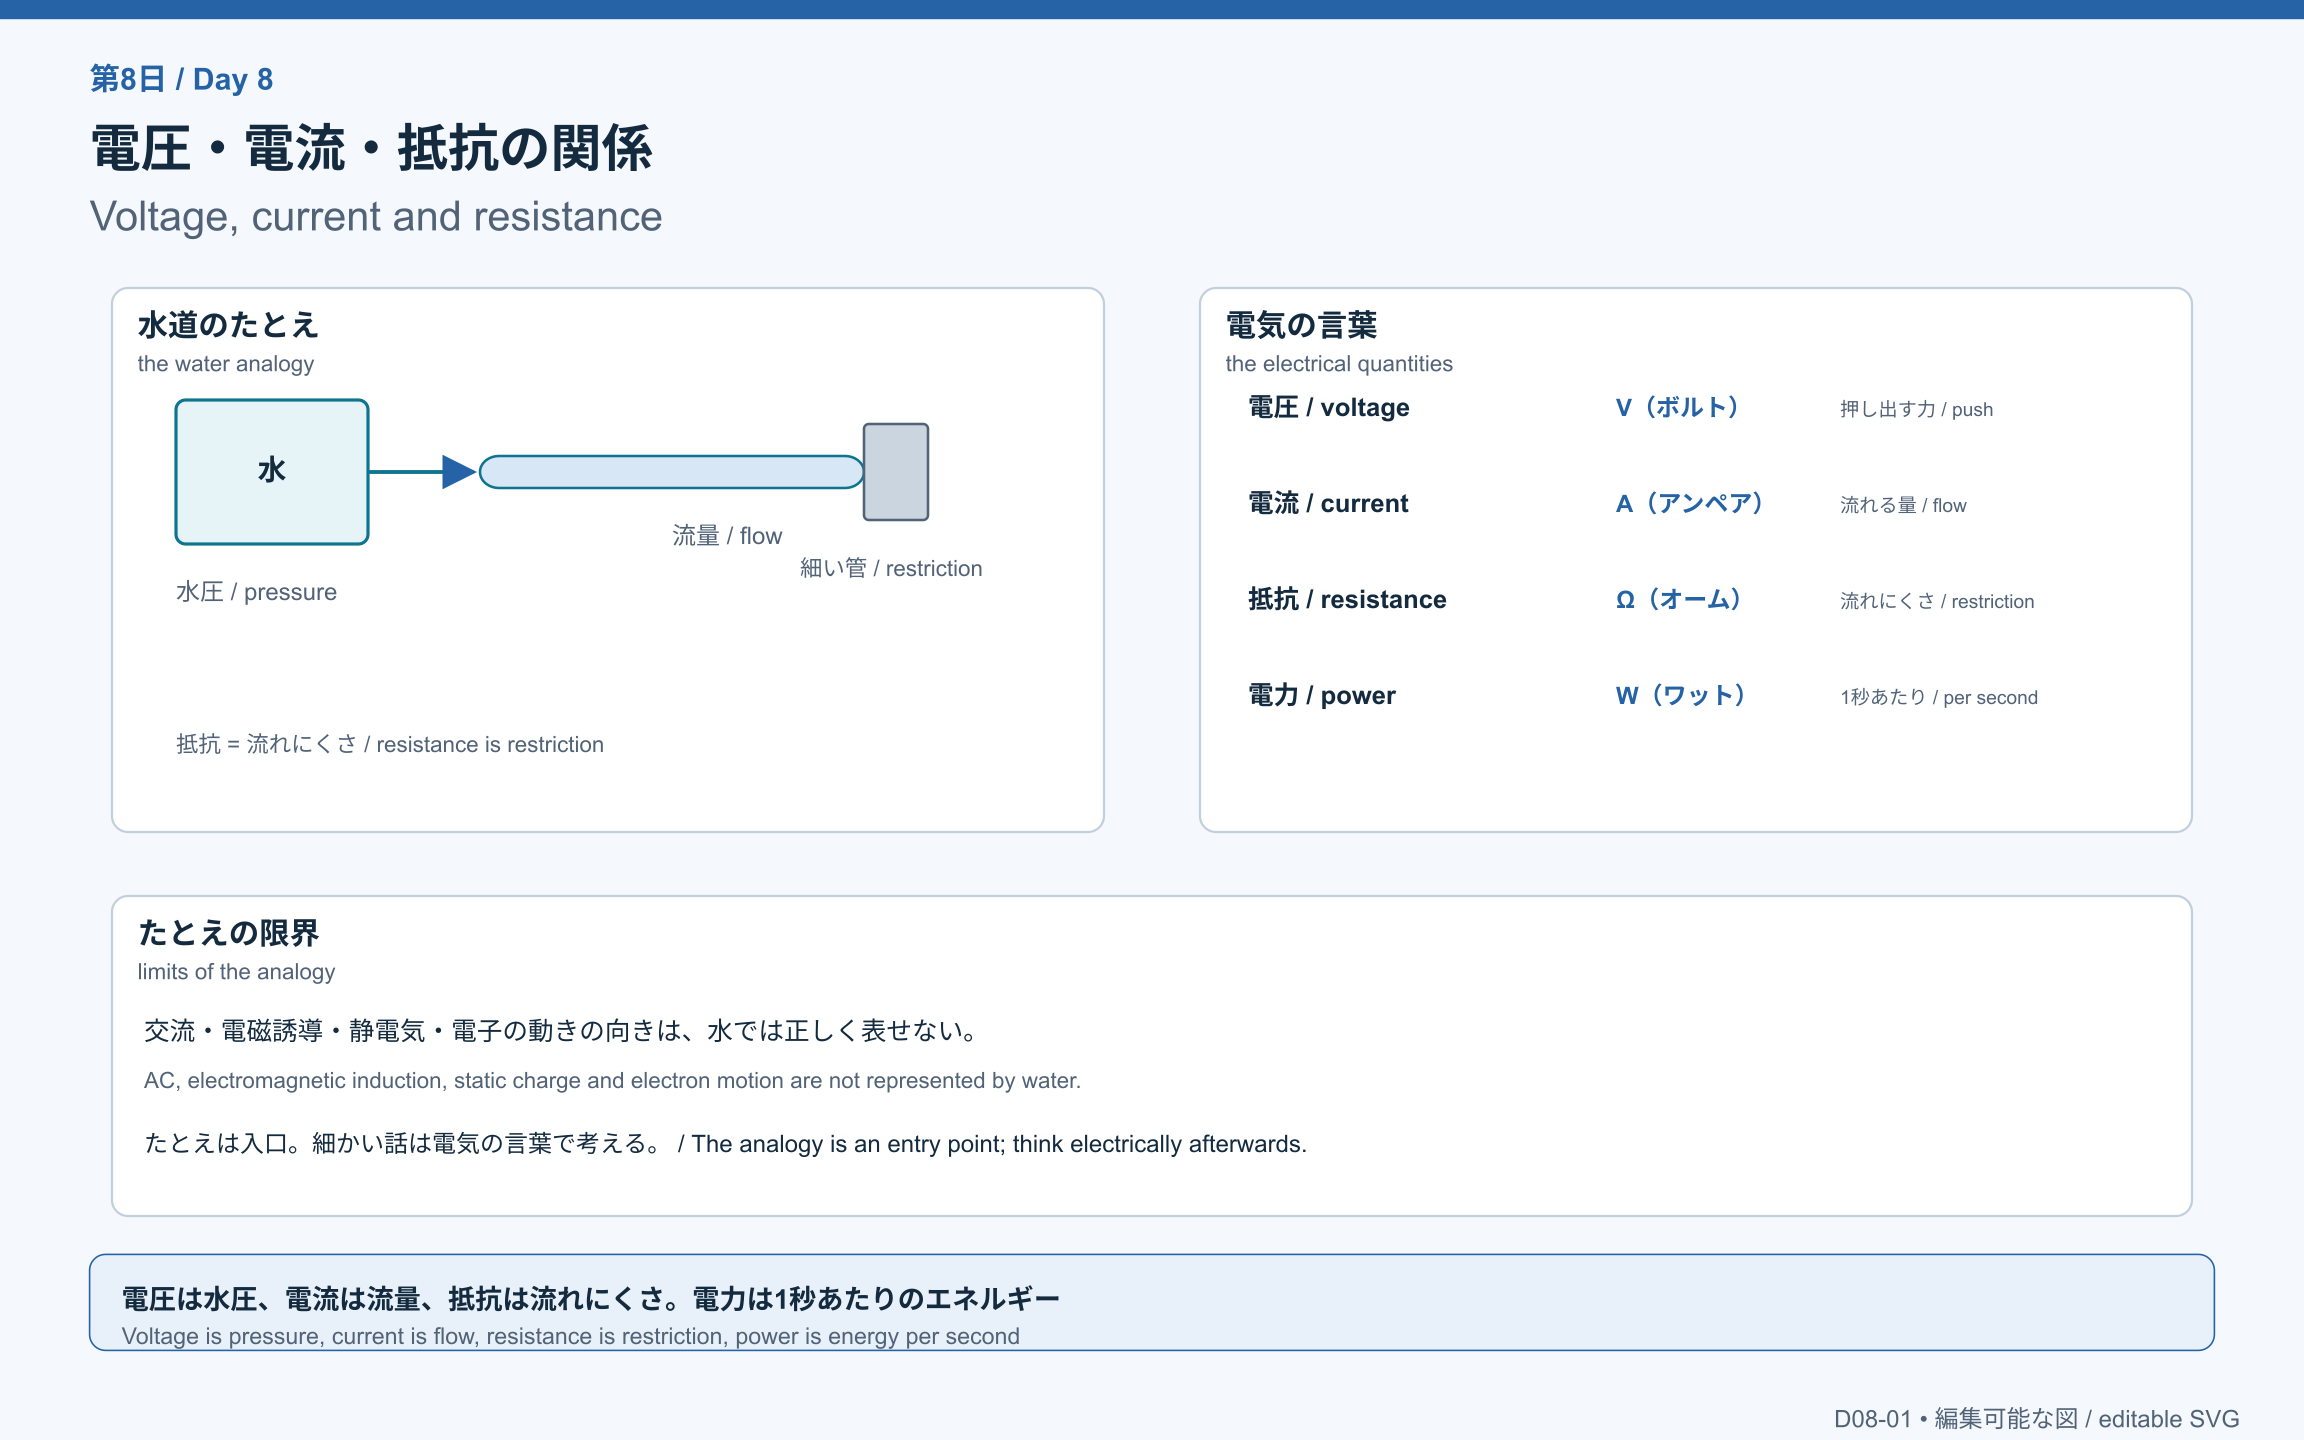 第8日 / Day 8
電圧・電流・抵抗の関係
Voltage, current and resistance
水道のたとえ
the water analogy
水
流量 / flow
細い管 / restriction
水圧 / pressure
抵抗 = 流れにくさ / resistance is restriction
電気の言葉
the electrical quantities
電圧 / voltage V（ボルト） 押し出す力 / push
電流 / current A（アンペア） 流れる量 / flow
抵抗 / resistance Ω（オーム） 流れにくさ / restriction
電力 / power W（ワット） 1秒あたり / per second
たとえの限界
limits of the analogy
交流・電磁誘導・静電気・電子の動きの向きは、水では正しく表せない。
AC, electromagnetic induction, static charge and electron motion are not represented by water.
たとえは入口。細かい話は電気の言葉で考える。 / The analogy is an entry point; think electrically afterwards.
電圧は水圧、電流は流量、抵抗は流れにくさ。電力は1秒あたりのエネルギー
Voltage is pressure, current is flow, resistance is restriction, power is energy per second
D08-01 • 編集可能な図 / editable SVG